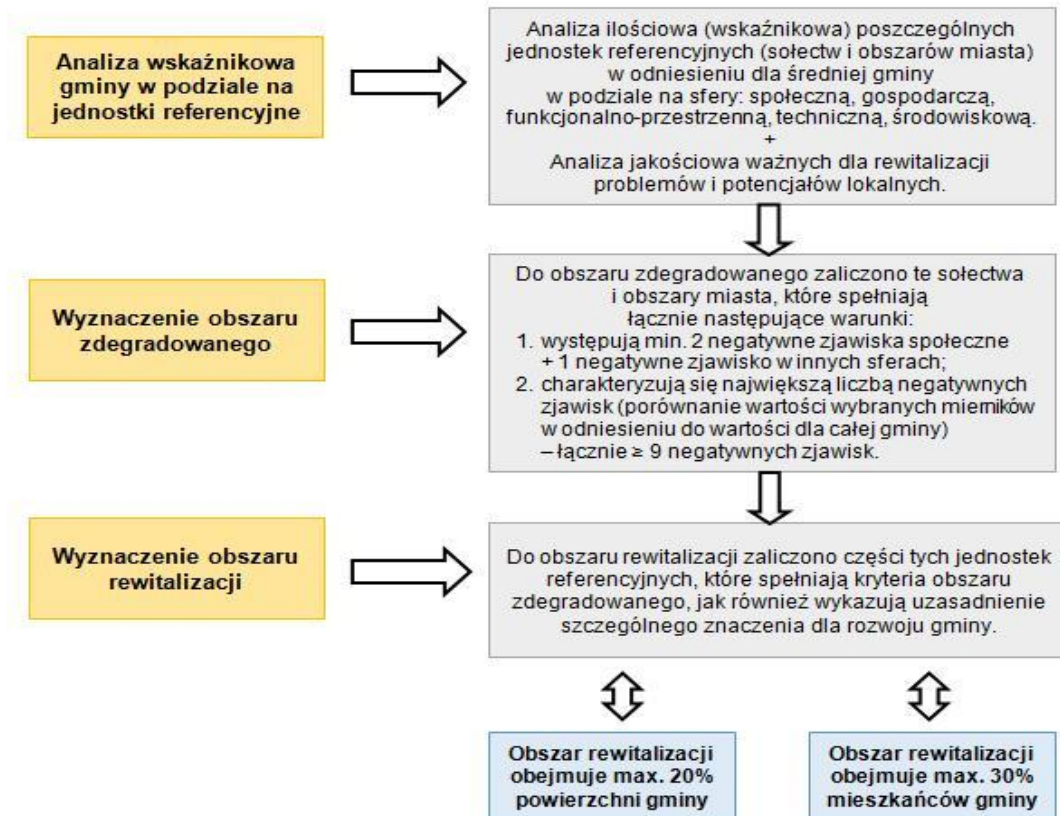 Analiza wskaźnikowa
gminy w podziale na
jednostki referencyjne
Analiza ilościowa (wskaźnikowa) poszczególnych
jednostek referencyjnych (sołectw i obszarów miasta)
w odniesieniu dla średniej gminy
w podziale na sfery: społeczną, gospodarczą,
funkcjonalno-przestrzenną, techniczną, środowiskową.
+
Analiza jakościowa ważnych dla rewitalizacji
problemów i potencjałów lokalnych.
Wyznaczenie obszaru
zdegradowanego
Do obszaru zdegradowanego zaliczono te sołectwa
i obszary miasta, które spełniają
łącznie następujące warunki:
1. występują min. 2 negatywne zjawiska społeczne
+ 1 negatywne zjawisko w innych sferach;
2. charakteryzują się największą liczbą negatywnych
zjawisk (porównanie wartości wybranych mierników
w odniesieniu do wartości dla całej gminy)
– łącznie ≥ 9 negatywnych zjawisk.
Wyznaczenie obszaru
rewitalizacji
Do obszaru rewitalizacji zaliczono części tych jednostek
referencyjnych, które spełniają kryteria obszaru
zdegradowanego, jak również wykazują uzasadnienie
szczególnego znaczenia dla rozwoju gminy.
Obszar rewitalizacji
obejmuje max. 20%
powierzchni gminy
Obszar rewitalizacji
obejmuje max. 30%
mieszkańców gminy